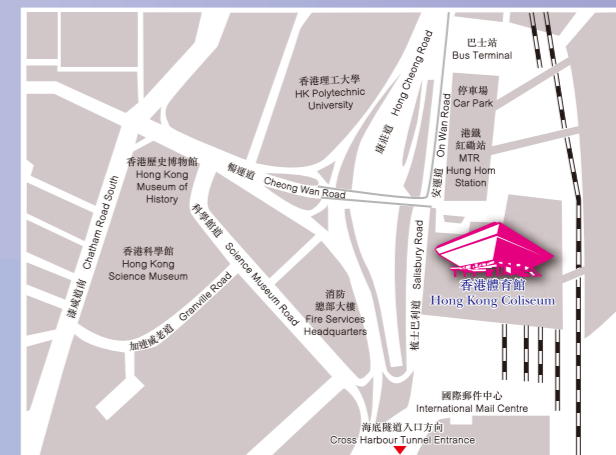 巴士站
Bus Terminal
康莊道 Hong Cheong Road
香港理工大學
HK Polytechnic
University
停車場
Car Park
安運道 On Wan Road
港鐵
紅磡站
MTR
Hung Hom
Station
香港歷史博物館
Hong Kong
Museum of
History
暢運道 Cheong Wan Road
漆咸道南 Chatham Road South
科學館道 Science Museum Road
香港科學館
Hong Kong
Science Museum
梳士巴利道 Salisbury Road
香港體育館
Hong Kong Coliseum
加連威老道 Granville Road
消防
總部大樓
Fire Services
Headquarters
國際郵件中心
International Mail Centre
海底隧道入口方向
Cross Harbour Tunnel Entrance